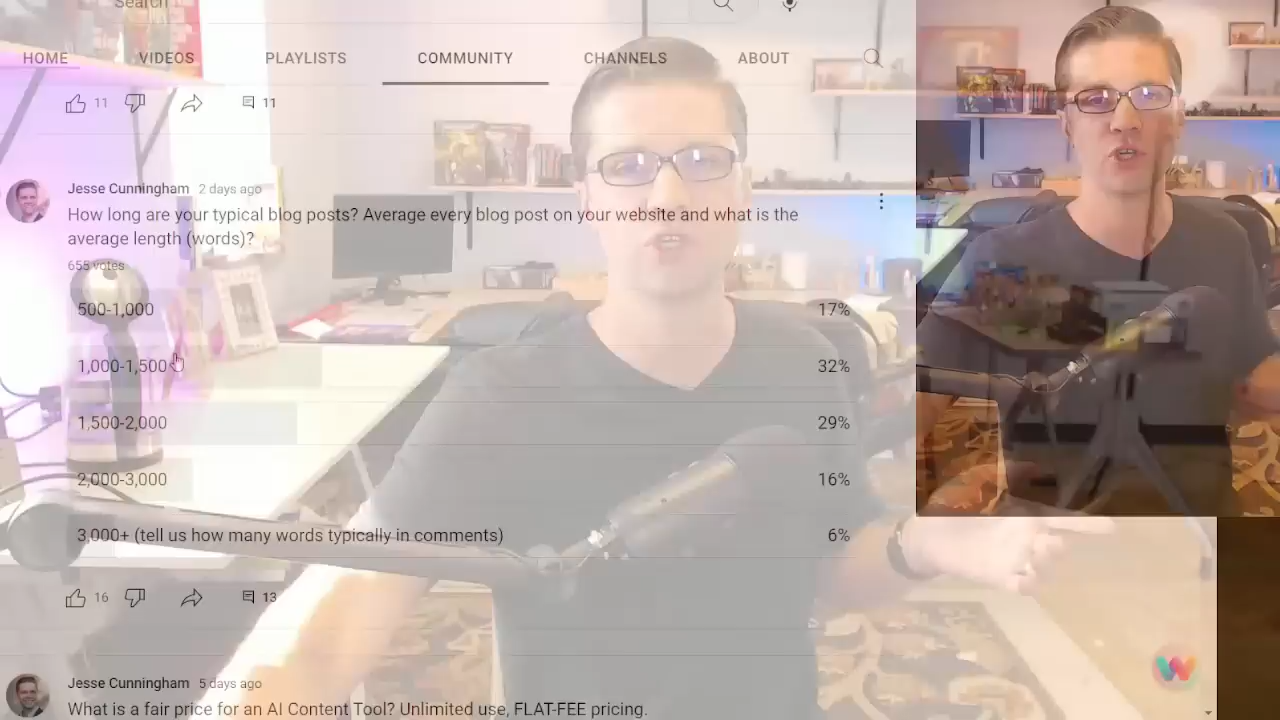 Search
HOME VIDEOS PLAYLISTS COMMUNITY CHANNELS ABOUT
11 11
Jesse Cunningham 2 days ago
How long are your typical blog posts? Average every blog post on your website and what is the
average length (words)?
655 votes
500-1,000 17%
1,000-1,500 32%
1,500-2,000 29%
2,000-3,000 16%
3,000+ (tell us how many words typically in comments) 6%
16 13
Jesse Cunningham 5 days ago
What is a fair price for an AI Content Tool? Unlimited use, FLAT-FEE pricing.
W